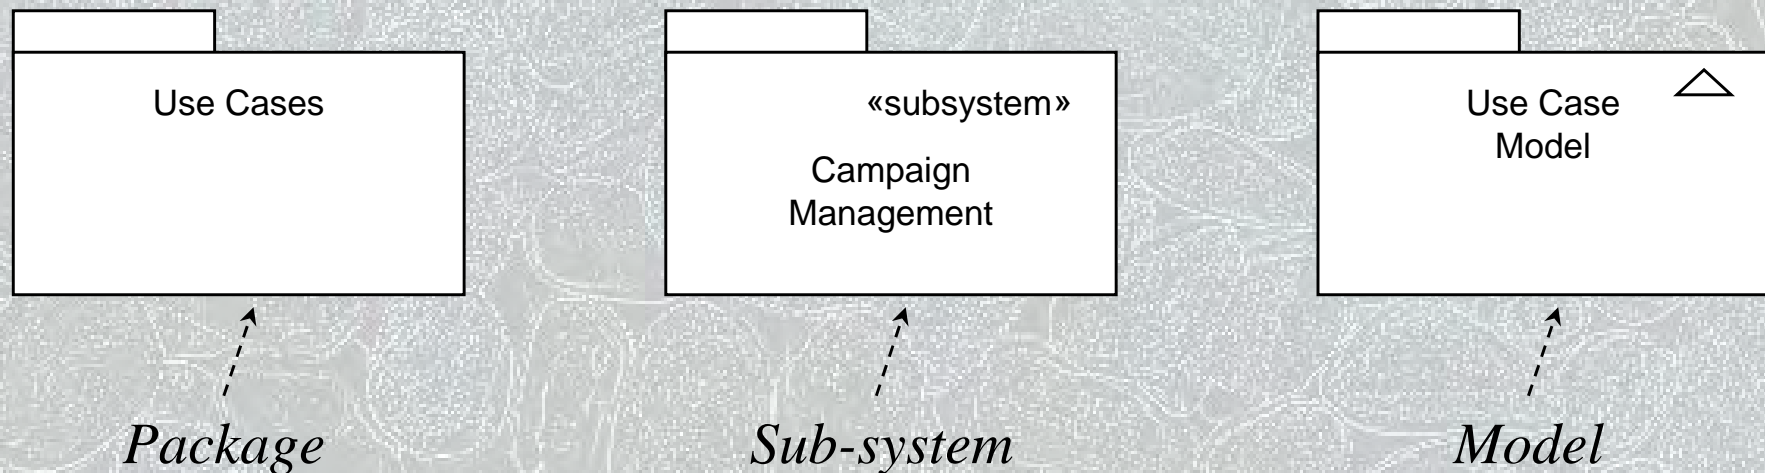 Use Cases
«subsystem»
Campaign
Management
Use Case
Model
Package
Sub-system
Model